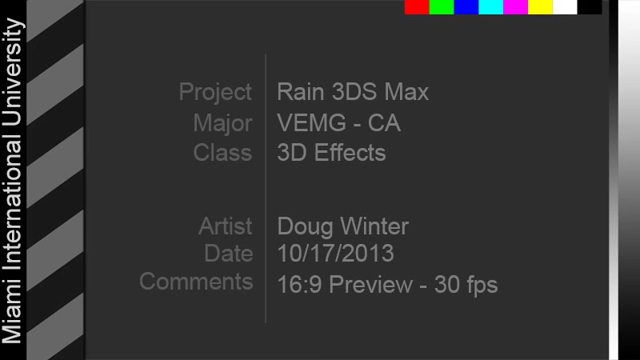 Miami International University
Project Rain 3DS Max
Major VEMG - CA
Class 3D Effects
Artist Doug Winter
Date 10/17/2013
Comments 16:9 Preview - 30 fps